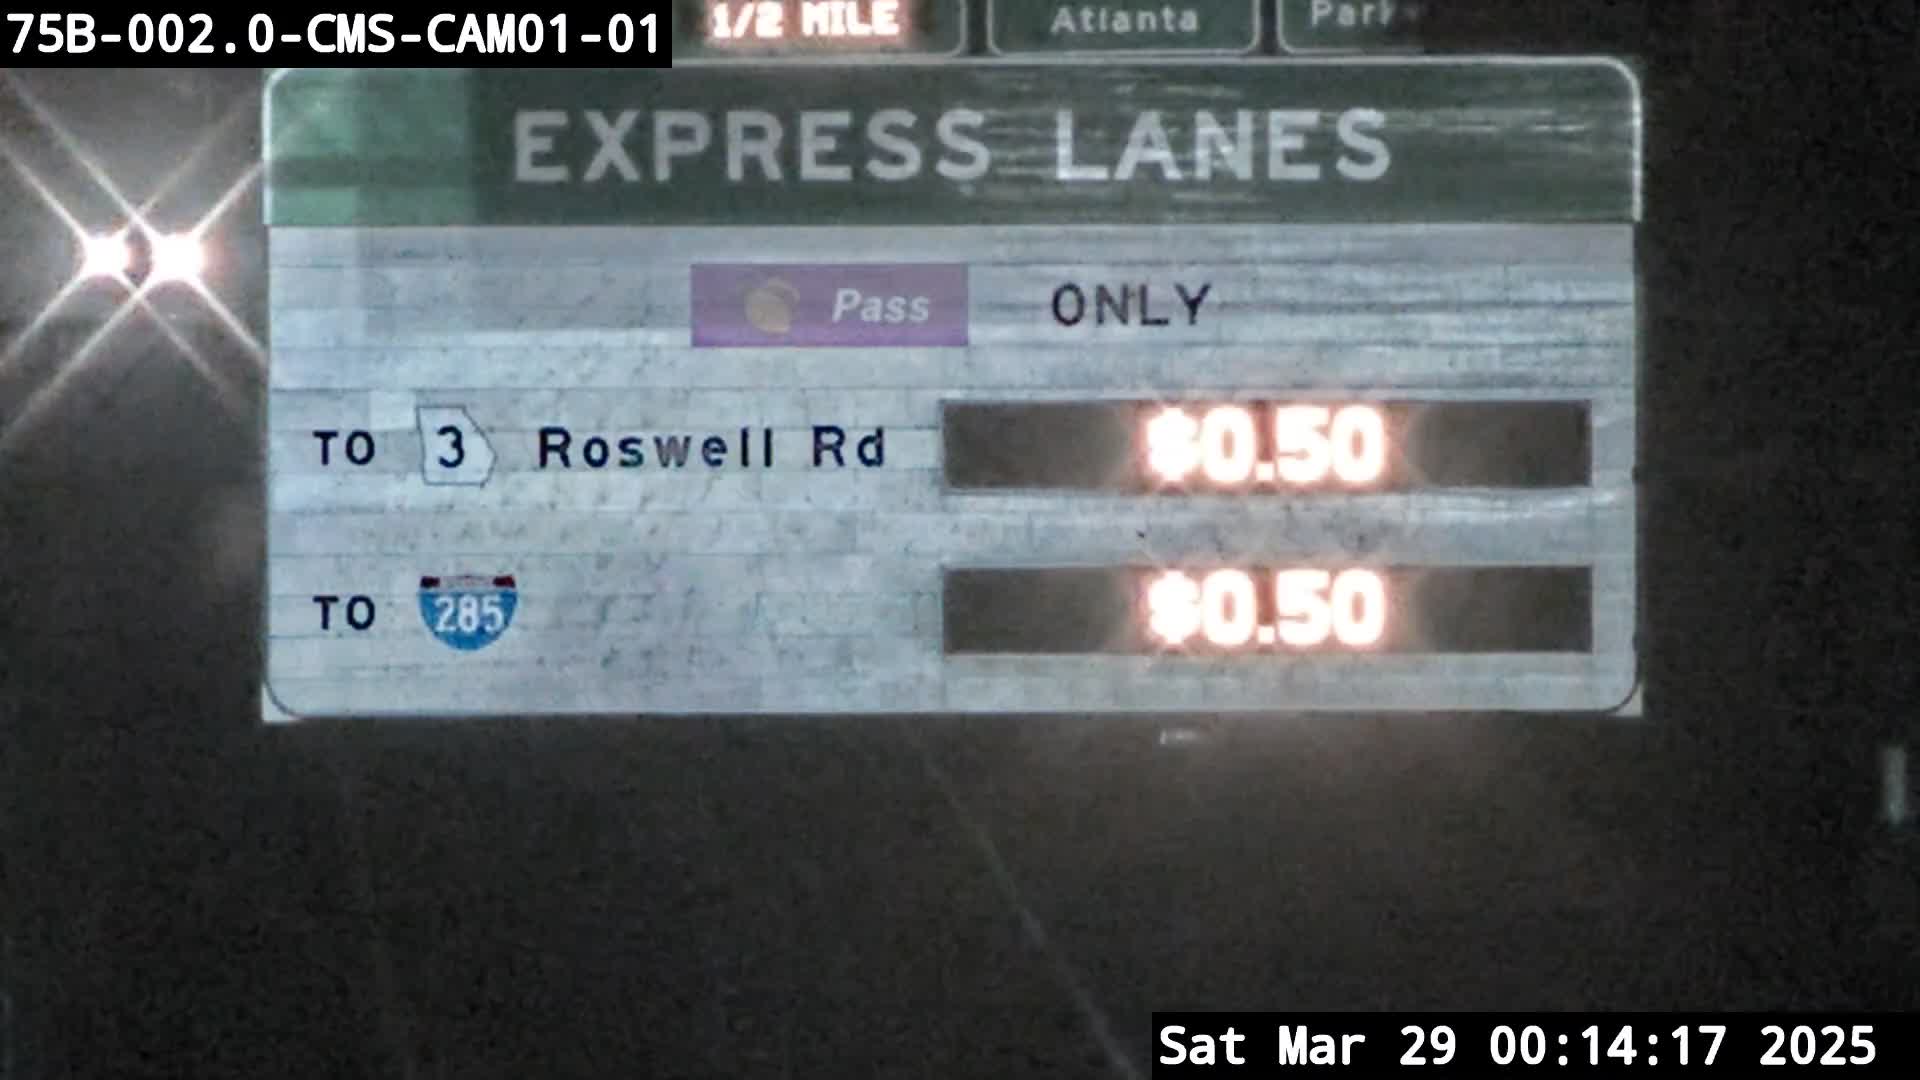 75B-002.0-CMS-CAM01-01
1/2 MILE
Atlanta
EXPRESS LANES
Pass ONLY
TO 3 Roswell Rd $0.50
TO 285 $0.50
Sat Mar 29 00:14:17 2025